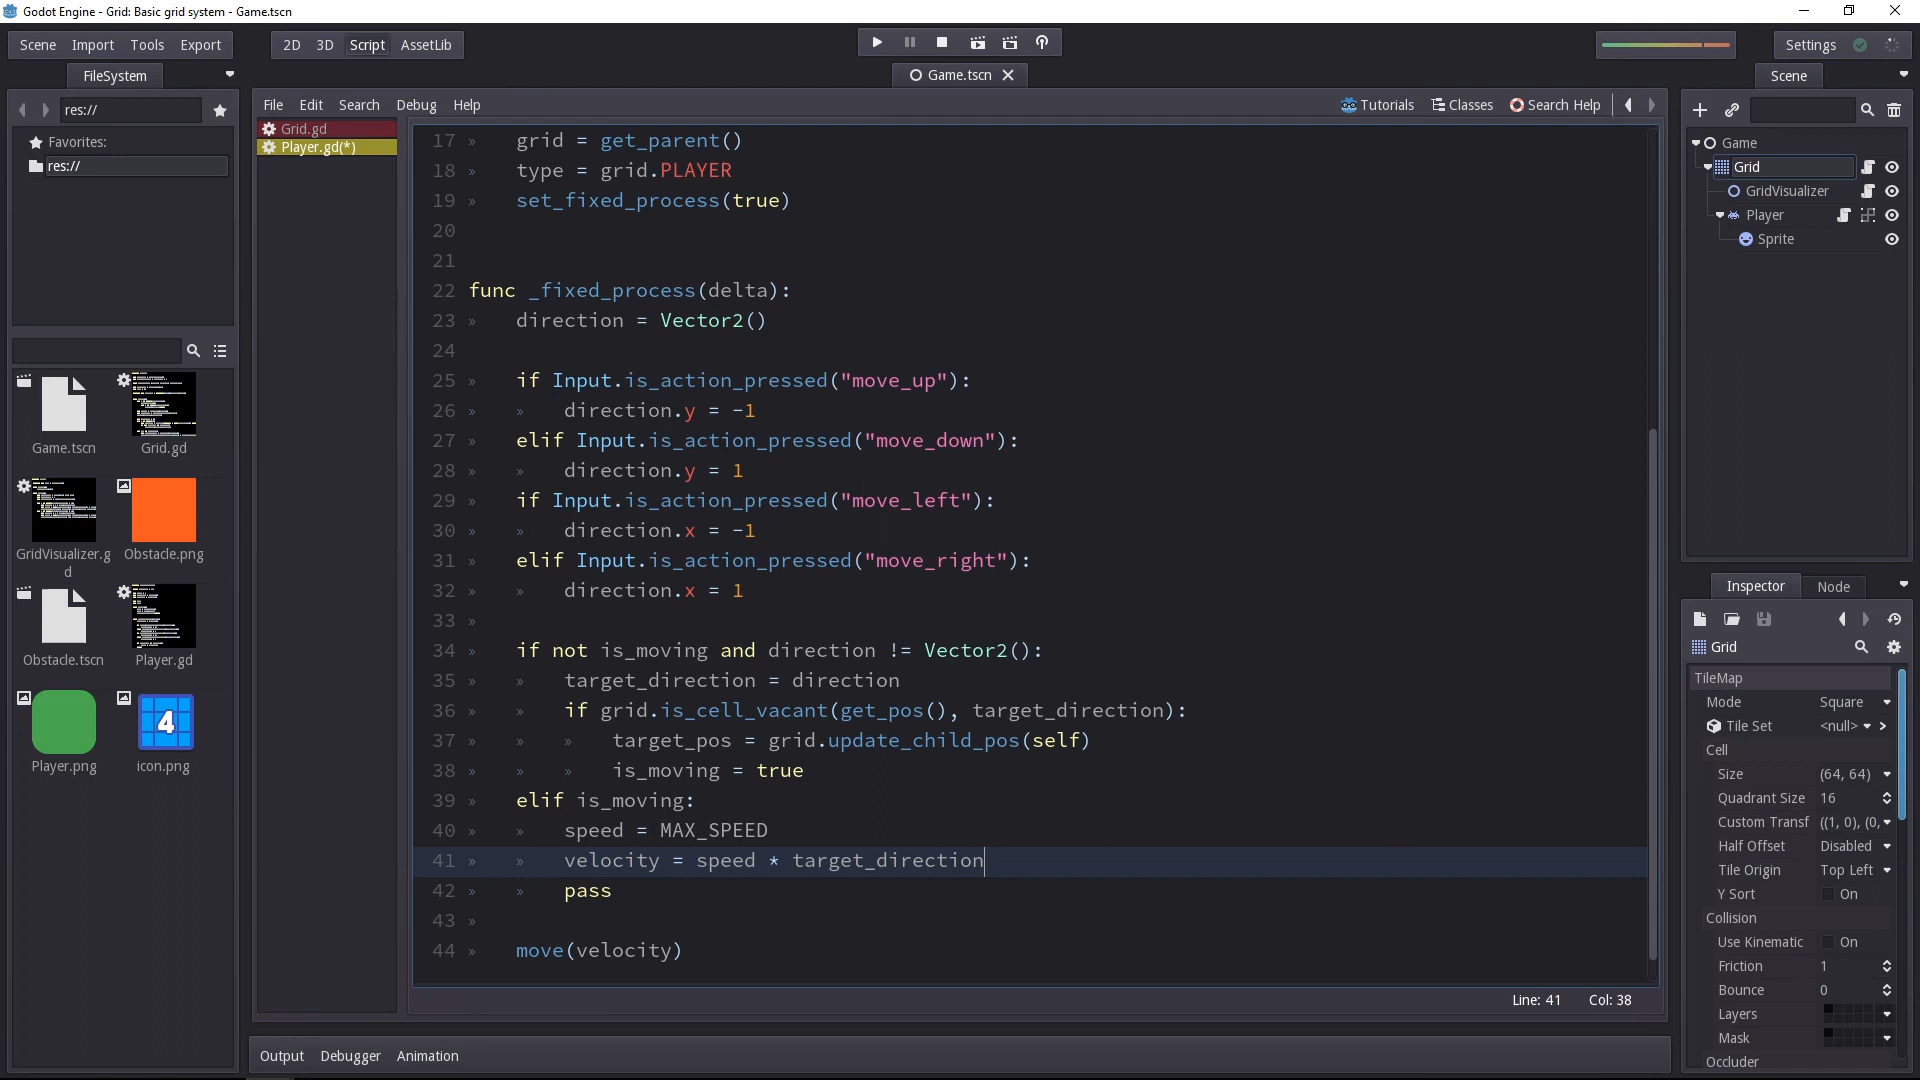 Godot Engine - Grid: Basic grid system - Game.tscn
Scene Import Tools Export
2D 3D Script AssetLib
Settings
FileSystem
Game.tscn
Scene
res://
Favorites:
res://
File Edit Search Debug Help
Tutorials Classes Search Help
Grid.gd
Player.gd(*)
17 grid = get_parent()
18 type = grid.PLAYER
19 set_fixed_process(true)
20
21
22 func _fixed_process(delta):
23 direction = Vector2()
24
25 if Input.is_action_pressed("move_up"):
26 direction.y = -1
27 elif Input.is_action_pressed("move_down"):
28 direction.y = 1
29 if Input.is_action_pressed("move_left"):
30 direction.x = -1
31 elif Input.is_action_pressed("move_right"):
32 direction.x = 1
33
34 if not is_moving and direction != Vector2():
35 target_direction = direction
36 if grid.is_cell_vacant(get_pos(), target_direction):
37 target_pos = grid.update_child_pos(self)
38 is_moving = true
39 elif is_moving:
40 speed = MAX_SPEED
41 velocity = speed * target_direction
42 pass
43
44 move(velocity)
Line: 41 Col: 38
Game.tscn
Grid.gd
GridVisualizer.g
d
Obstacle.png
Obstacle.tscn
Player.gd
Player.png
4
icon.png
Output Debugger Animation
Game
Grid
GridVisualizer
Player
Sprite
Inspector Node
Grid
TileMap
Mode Square
Tile Set <null>
Cell
Size (64, 64)
Quadrant Size 16
Custom Transf ((1, 0), (0,
Half Offset Disabled
Tile Origin Top Left
Y Sort On
Collision
Use Kinematic On
Friction 1
Bounce 0
Layers
Mask
Occluder